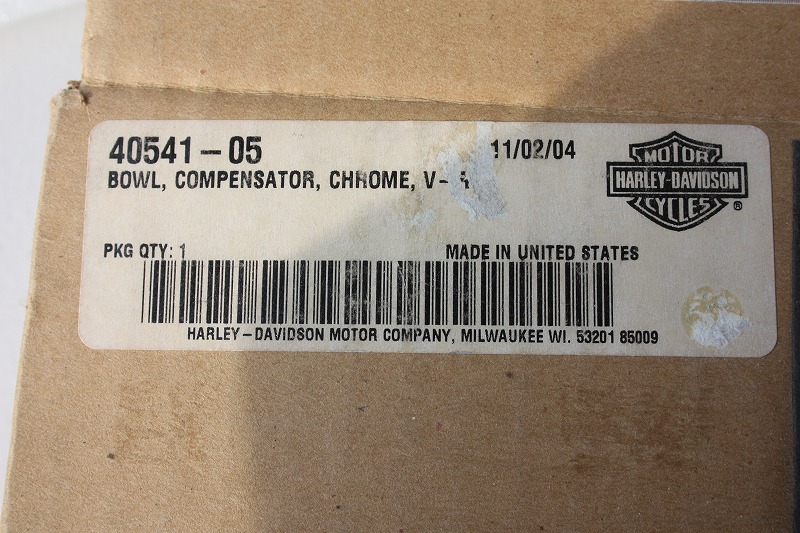 40541-05
11/02/04
BOWL, COMPENSATOR, CHROME,
MOTOR
HARLEY-DAVIDSON
CYCLES®
PKG QTY: 1
MADE IN UNITED STATES
HARLEY-DAVIDSON MOTOR COMPANY, MILWAUKEE WI. 53201 85009